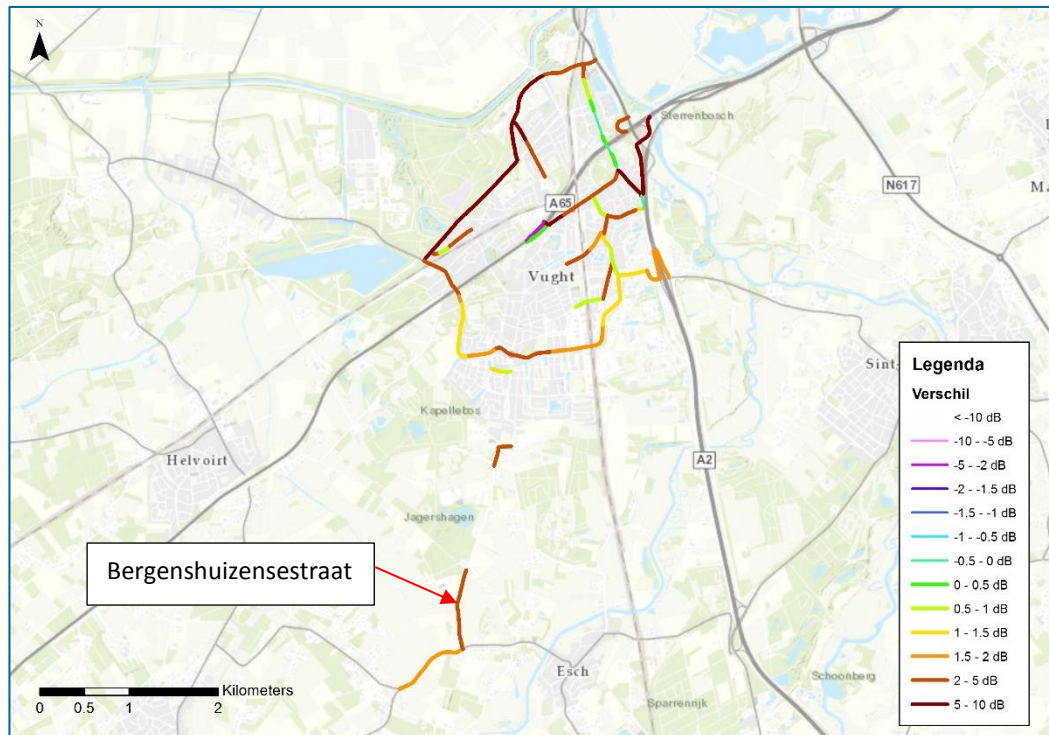 N
Sterrenbosch
N617
A65
Vught
Kapellebos
Helvoirt
A2
Jagershagen
Bergenshuizensestraat
Esch
Schoonberg
Sparrenrijk
Kilometers
0 0.5 1 2
Legenda
Verschil
< -10 dB
-10 - -5 dB
-5 - -2 dB
-2 - -1.5 dB
-1.5 - -1 dB
-1 - -0.5 dB
-0.5 - 0 dB
0 - 0.5 dB
0.5 - 1 dB
1 - 1.5 dB
1.5 - 2 dB
2 - 5 dB
5 - 10 dB